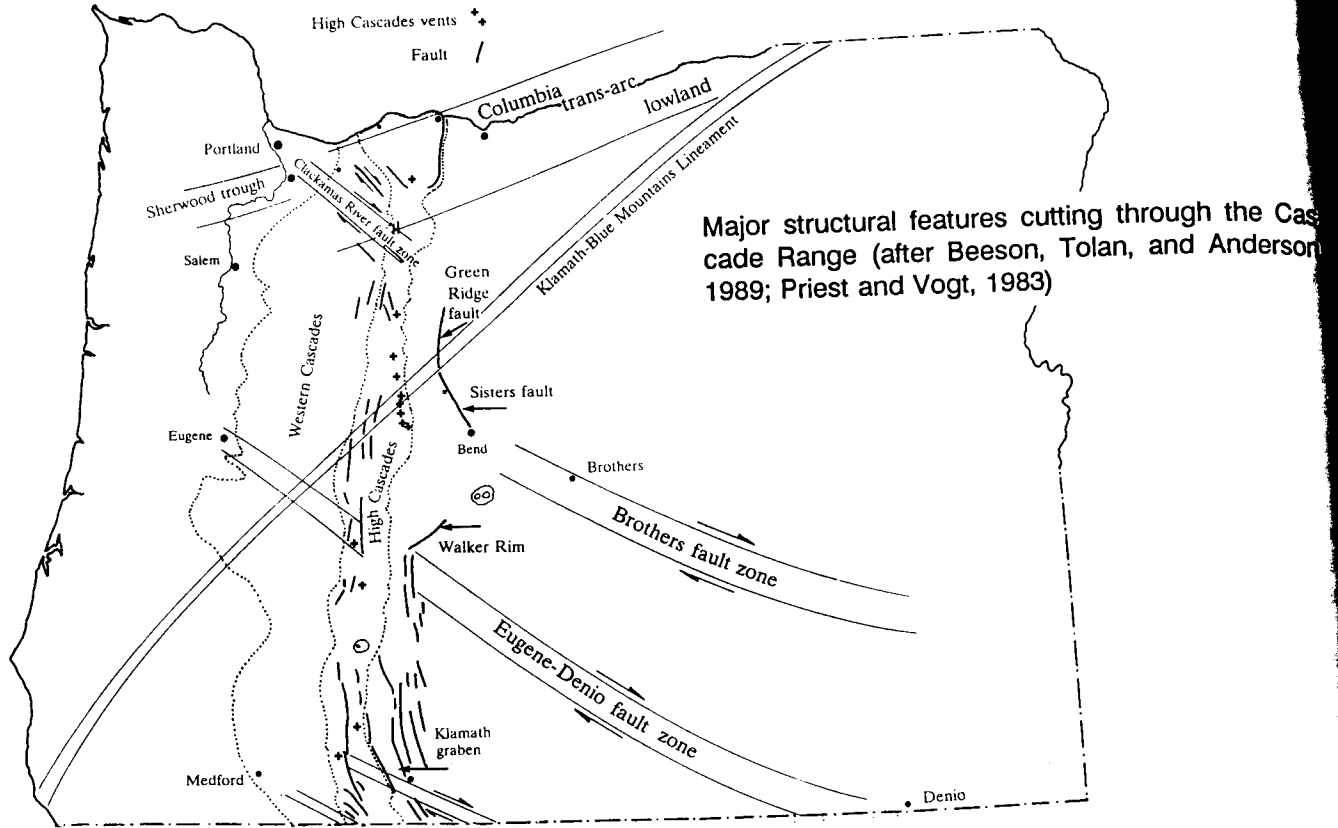 High Cascades vents
Fault
Columbia trans-arc lowland
Portland
Sherwood trough
Clackamas River fault zone
Klamath-Blue Mountains Lineament
Major structural features cutting through the Cas
cade Range (after Beeson, Tolan, and Anderson
1989; Priest and Vogt, 1983)
Salem
Green
Ridge
fault
Western Cascades
Sisters fault
Eugene
Bend
High Cascades
Brothers
Brothers fault zone
Walker Rim
Eugene-Denio fault zone
Klamath
graben
Medford
Denio